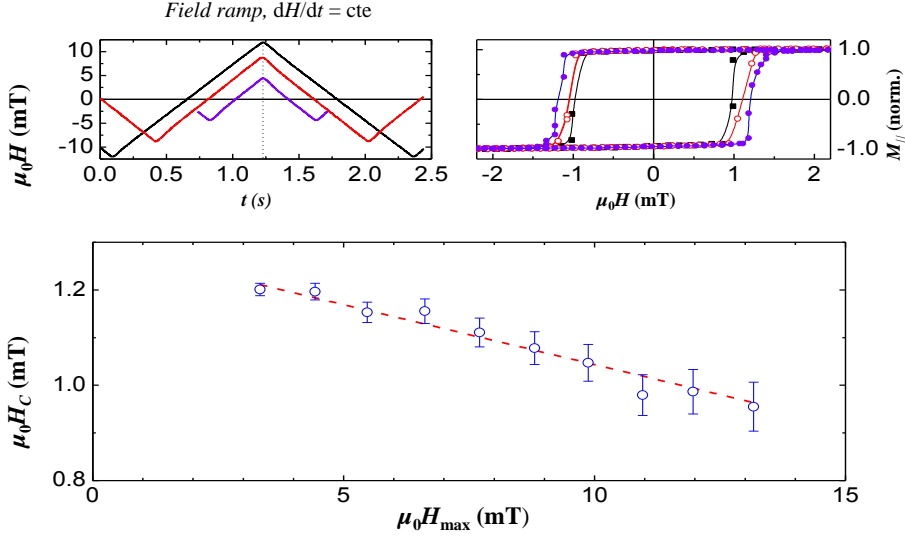 Field ramp, dH/dt = cte
10
5
0
-5
-10
μ₀H (mT)
0.0 0.5 1.0 1.5 2.0 2.5
t (s)
1.0
0.0
-1.0
M// (norm.)
-2 -1 0 1 2
μ₀H (mT)
1.2
1.0
0.8
μ₀H_C (mT)
0 5 10 15
μ₀H_max (mT)